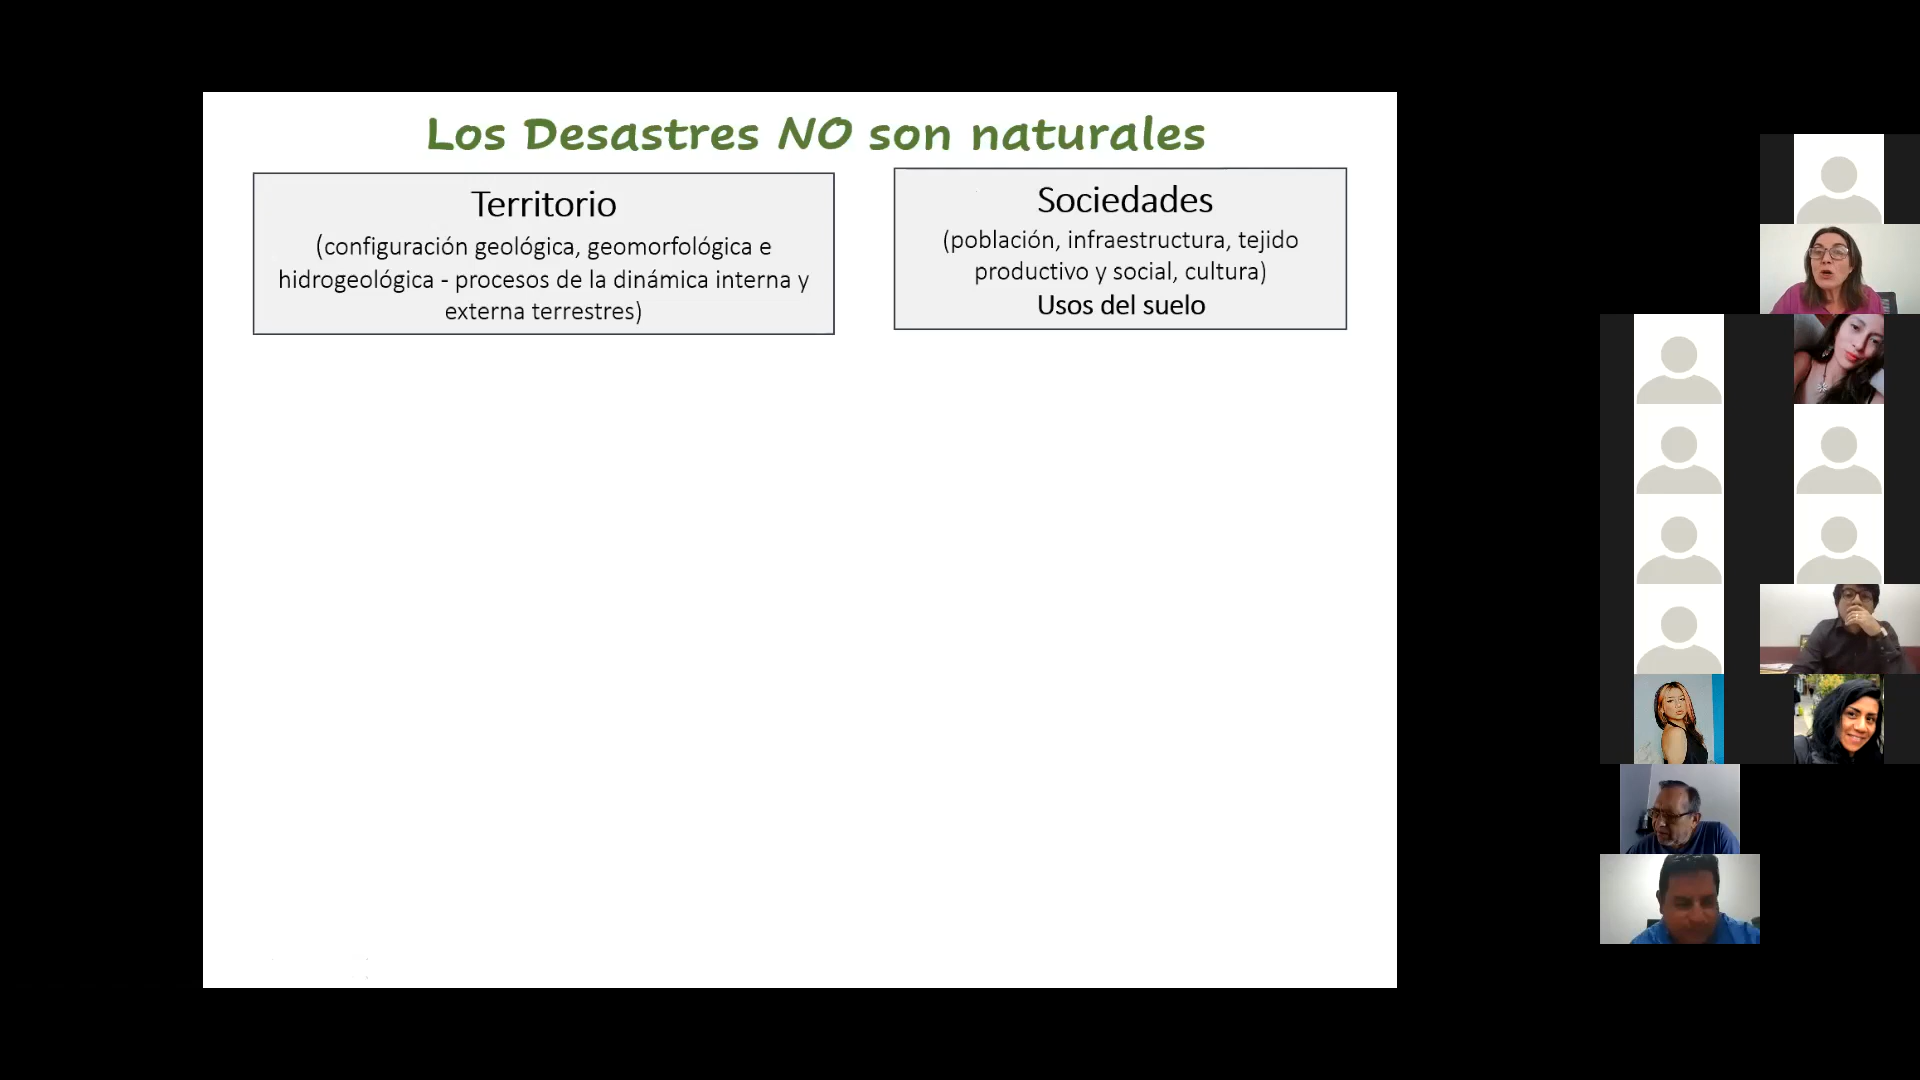 Los Desastres NO son naturales
Territorio
(configuración geológica, geomorfológica e
hidrogeológica - procesos de la dinámica interna y
externa terrestres)
Sociedades
(población, infraestructura, tejido
productivo y social, cultura)
Usos del suelo